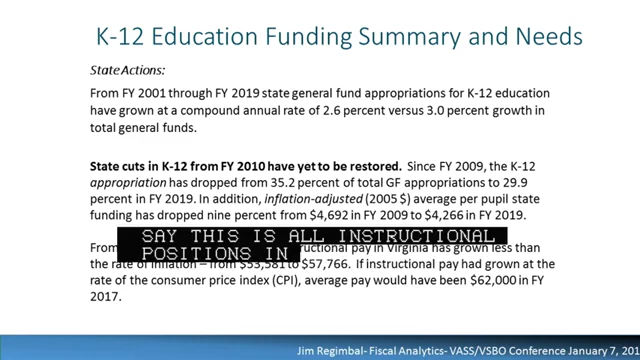 K-12 Education Funding Summary and Needs
State Actions:
From FY 2001 through FY 2019 state general fund appropriations for K-12 education
have grown at a compound annual rate of 2.6 percent versus 3.0 percent growth in
total general funds.
State cuts in K-12 from FY 2010 have yet to be restored. Since FY 2009, the K-12
appropriation has dropped from 35.2 percent of total GF appropriations to 29.9
percent in FY 2019. In addition, inflation-adjusted (2005 $) average per pupil state
funding has dropped nine percent from $4,692 in FY 2009 to $4,266 in FY 2019.
SAY THIS IS ALL INSTRUCTIONAL
POSITIONS IN
From pay in Virginia has grown less than
the rate of inflation – from $53,581 to $57,766. If instructional pay had grown at the
rate of the consumer price index (CPI), average pay would have been $62,000 in FY
2017.
Jim Regimbal- Fiscal Analytics- VASS/VSBO Conference January 7, 201